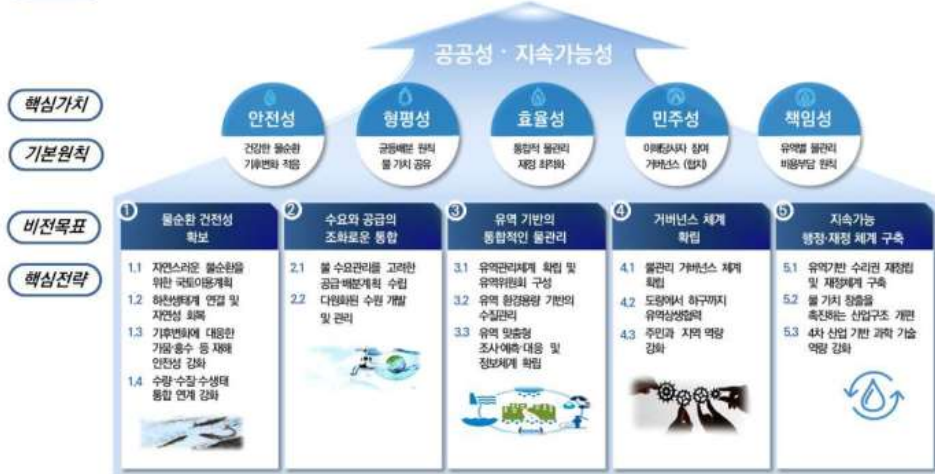 공공성 · 지속가능성
핵심가치
안전성
형평성
효율성
민주성
책임성
기본원칙
건강한 물순환
기후변화 적응
균등배분 원칙
물 가치 공유
통합적 물관리
재정 최적화
이해당사자 참여
거버넌스 (협치)
유역별 물관리
비용부담 원칙
비전목표
1
물순환 건전성
확보
2
수요와 공급의
조화로운 통합
3
유역 기반의
통합적인 물관리
4
거버넌스 체계
확립
5
지속가능
행정·재정 체계 구축
핵심전략
1.1 자연스러운 물순환을
위한 국토이용계획
1.2 하천생태계 연결 및
자연성 회복
1.3 기후변화에 대응한
가뭄·홍수 등 재해
안전성 강화
1.4 수량·수질·수생태
통합 연계 강화
2.1 물 수요관리를 고려한
공급·배분계획 수립
2.2 다원화된 수원 개발
및 관리
3.1 유역관리체계 확립 및
유역위원회 구성
3.2 유역 환경용량 기반의
수질관리
3.3 유역 맞춤형
조사·예측·대응 및
정보체계 확립
4.1 물관리 거버넌스 체계
확립
4.2 도랑에서 하구까지
유역상생협력
4.3 주민과 지역 역량
강화
5.1 유역기반 수리권 재정립
및 재정체계 구축
5.2 물 가치 창출을
촉진하는 산업구조 개편
5.3 4차 산업 기반 과학 기술
역량 강화